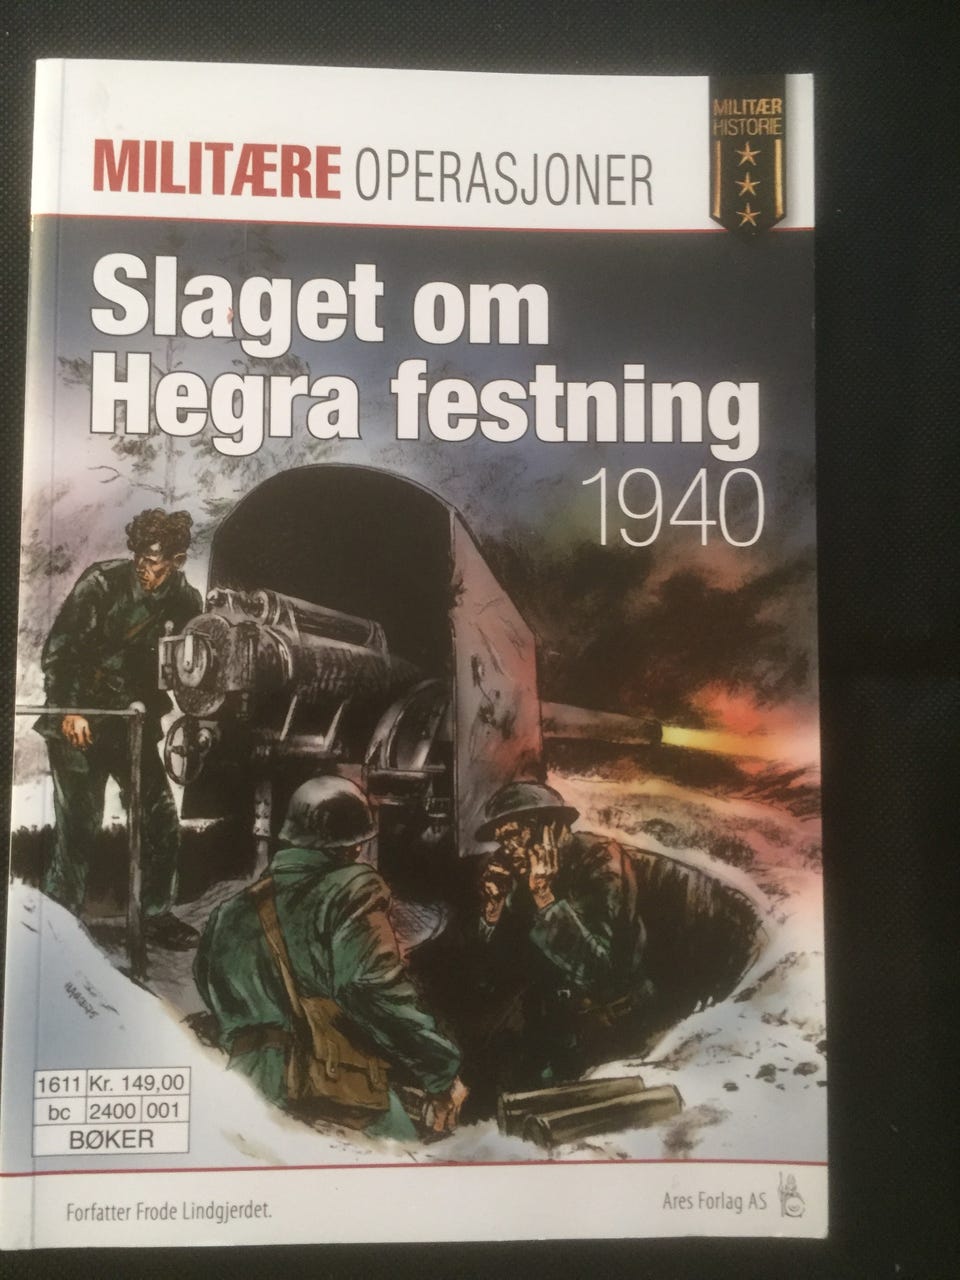 MILITÆR
HISTORIE
MILITÆRE OPERASJONER
Slaget om
Hegra festning
1940
1611 Kr. 149,00
bc 2400 001
BØKER
Forfatter Frode Lindgjerdet.
Ares Forlag AS